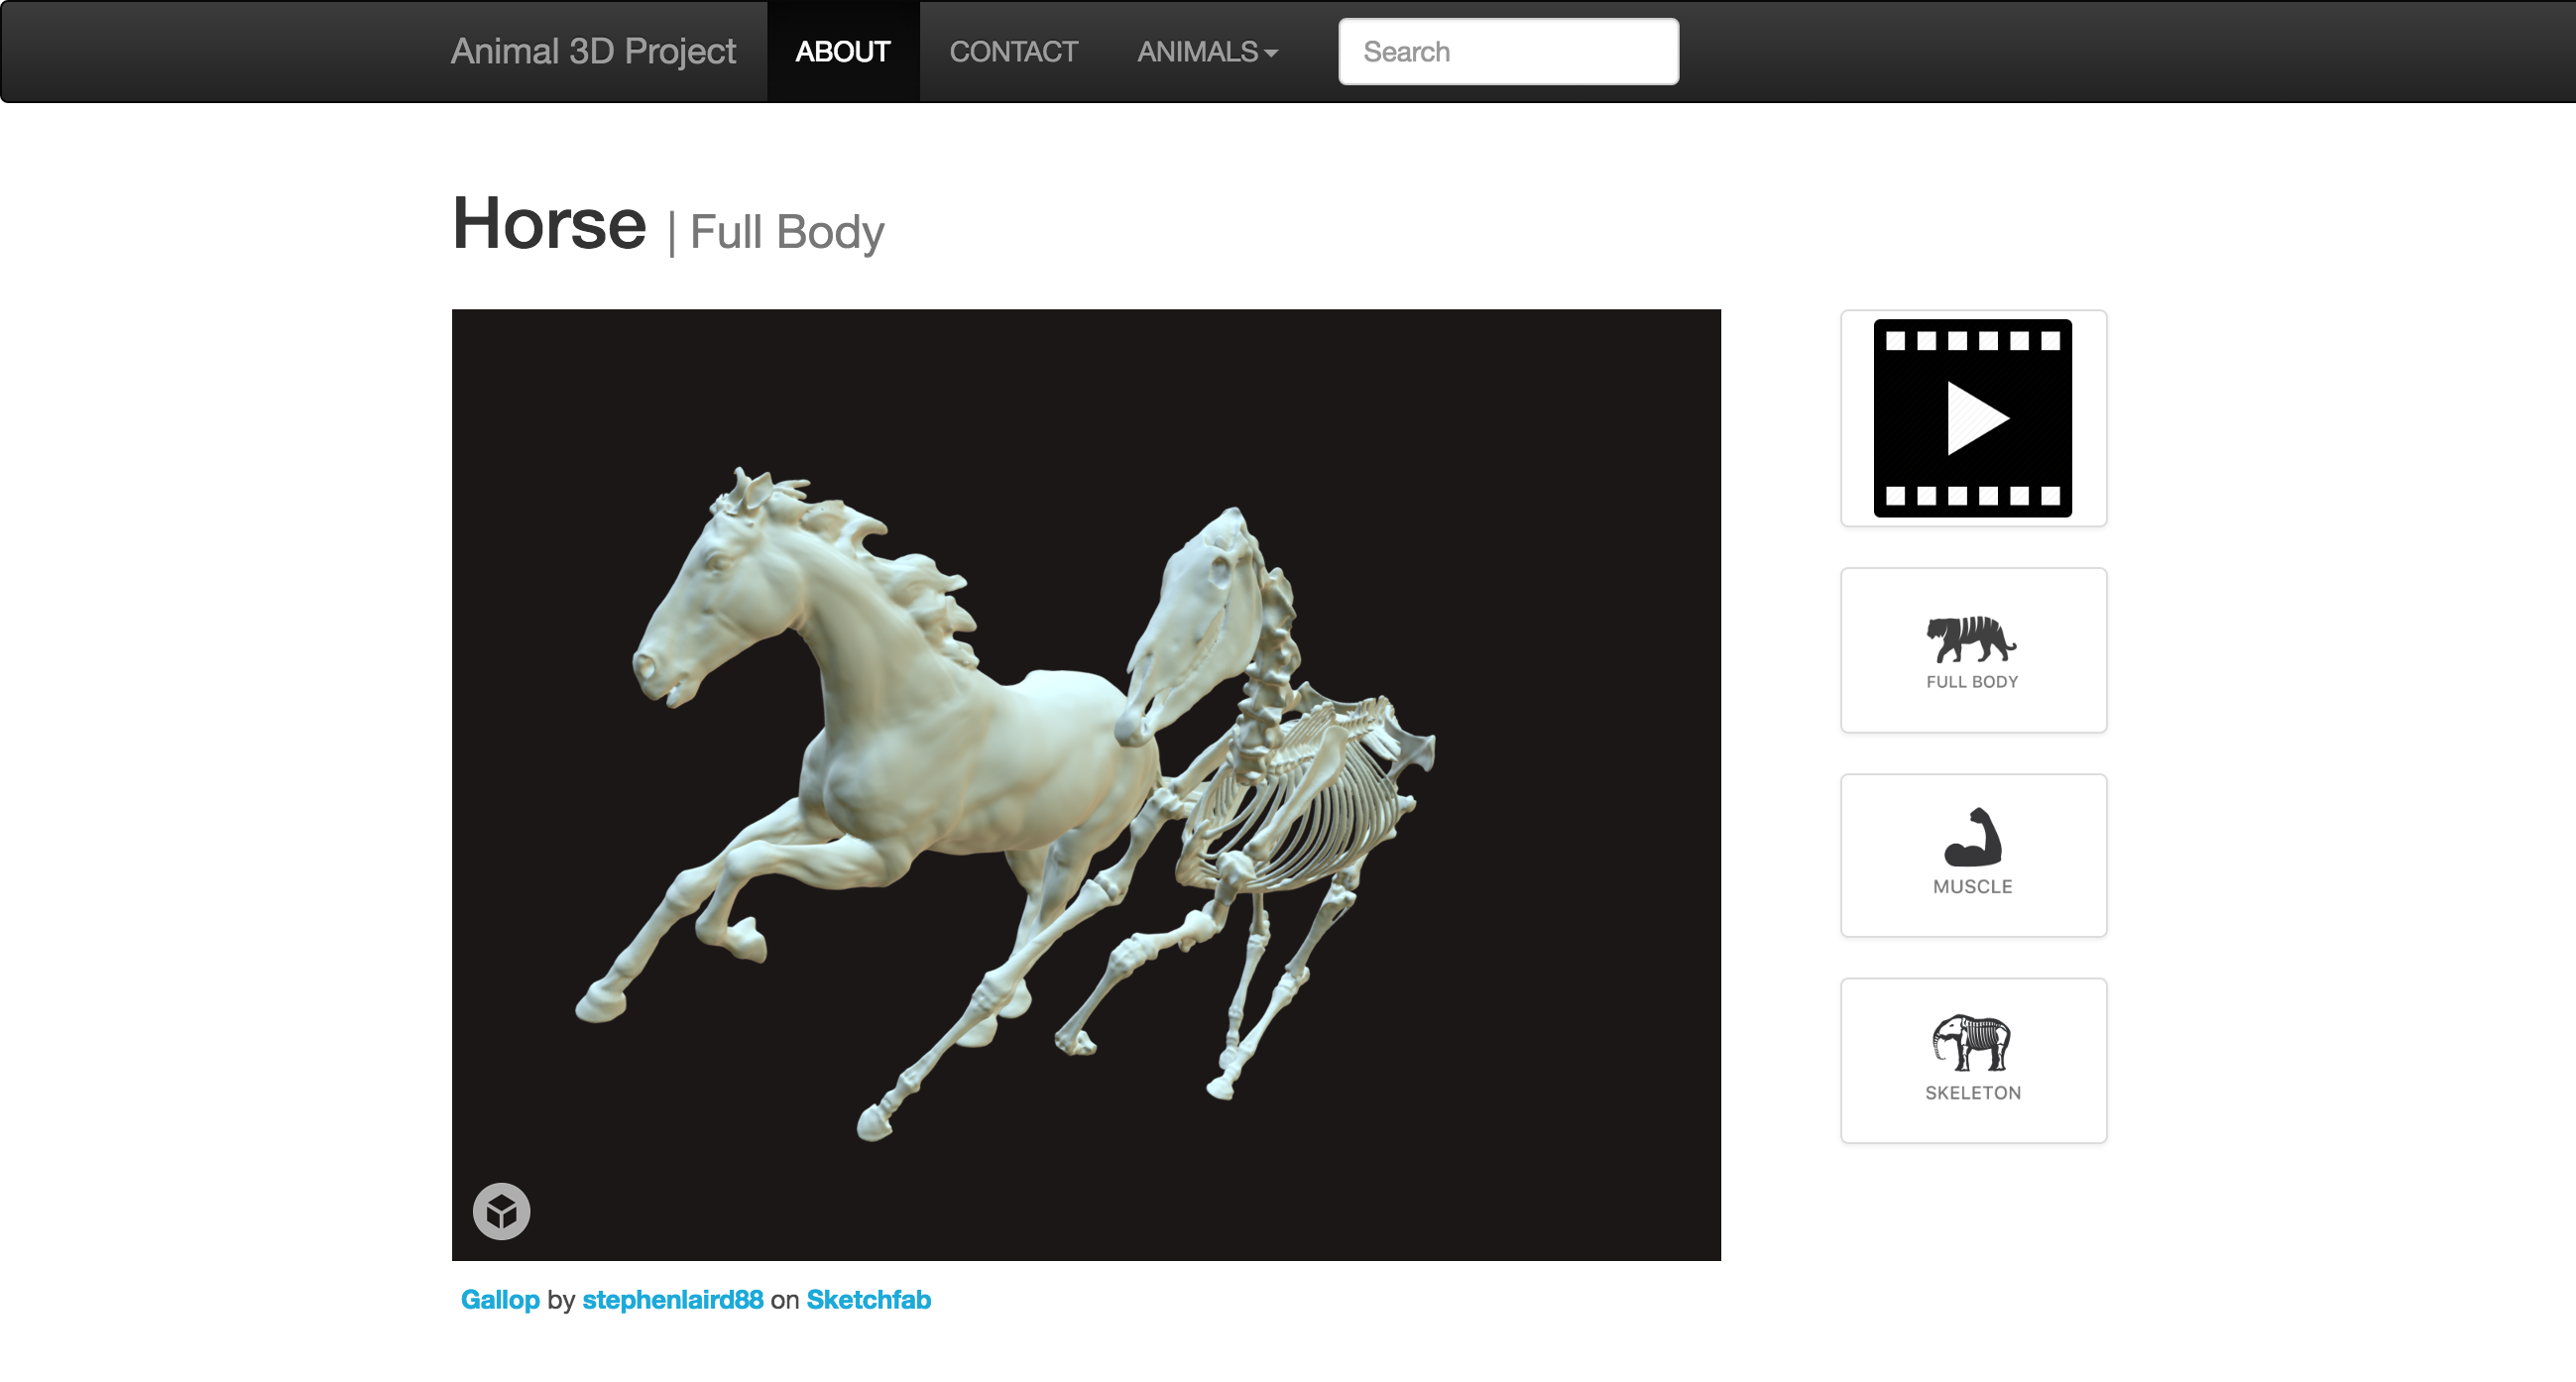 Animal 3D Project ABOUT CONTACT ANIMALS Search
Horse | Full Body
FULL BODY
MUSCLE
SKELETON
Gallop by stephenlaird88 on Sketchfab